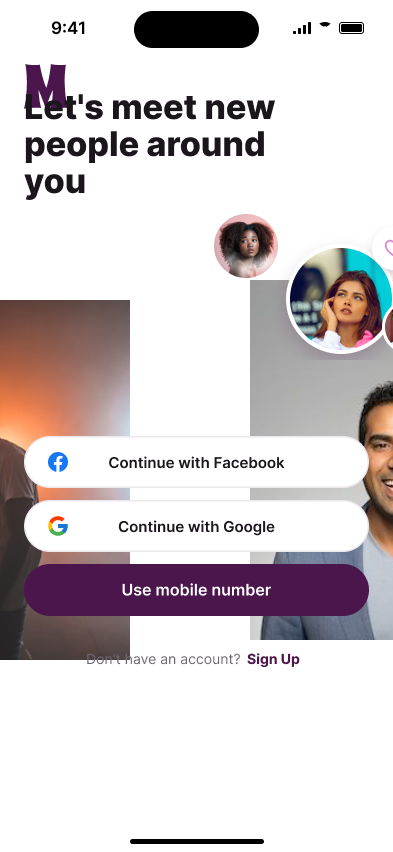 9:41
M
Let's meet new
people around
you
Continue with Facebook
Continue with Google
Use mobile number
Don't have an account? Sign Up